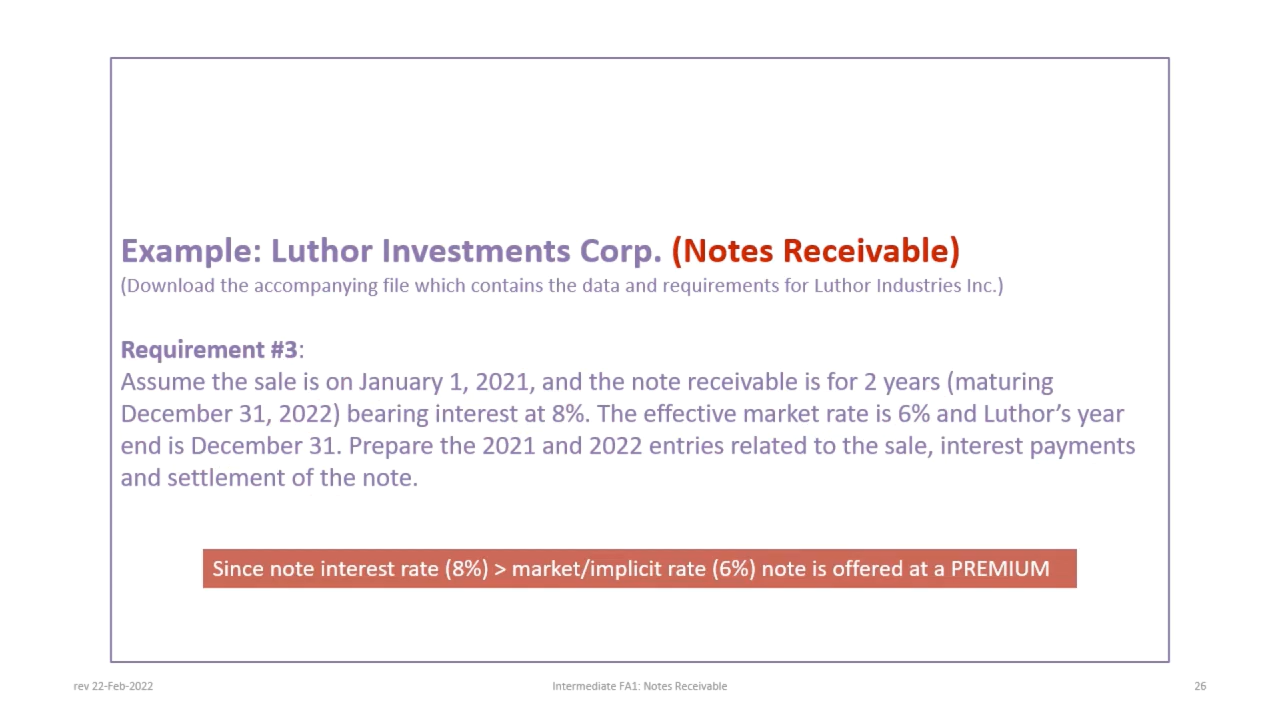 Example: Luthor Investments Corp. (Notes Receivable)
(Download the accompanying file which contains the data and requirements for Luthor Industries Inc.)
Requirement #3:
Assume the sale is on January 1, 2021, and the note receivable is for 2 years (maturing
December 31, 2022) bearing interest at 8%. The effective market rate is 6% and Luthor’s year
end is December 31. Prepare the 2021 and 2022 entries related to the sale, interest payments
and settlement of the note.
Since note interest rate (8%) > market/implicit rate (6%) note is offered at a PREMIUM
rev 22-Feb-2022
Intermediate FA1: Notes Receivable
26